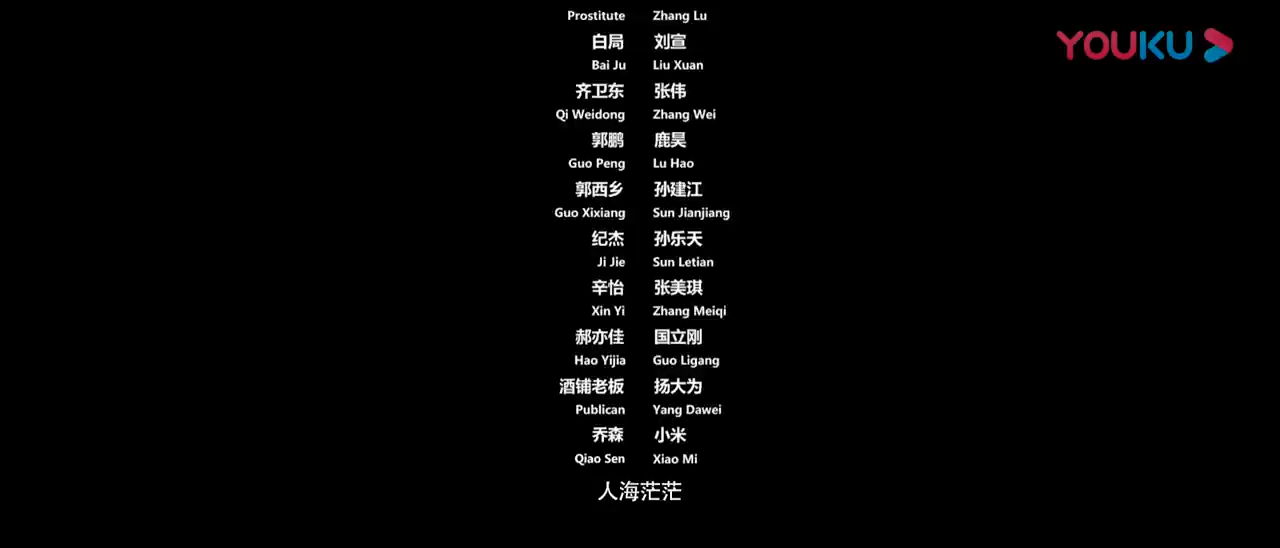 Prostitute Zhang Lu
YOUKU
白局 刘宣
Bai Ju Liu Xuan
齐卫东 张伟
Qi Weidong Zhang Wei
郭鹏 鹿昊
Guo Peng Lu Hao
郭西乡 孙建江
Guo Xixiang Sun Jianjiang
纪杰 孙乐天
Ji Jie Sun Letian
辛怡 张美琪
Xin Yi Zhang Meiqi
郝亦佳 国立刚
Hao Yijia Guo Ligang
酒铺老板 扬大为
Publican Yang Dawei
乔森 小米
Qiao Sen Xiao Mi
人海茫茫